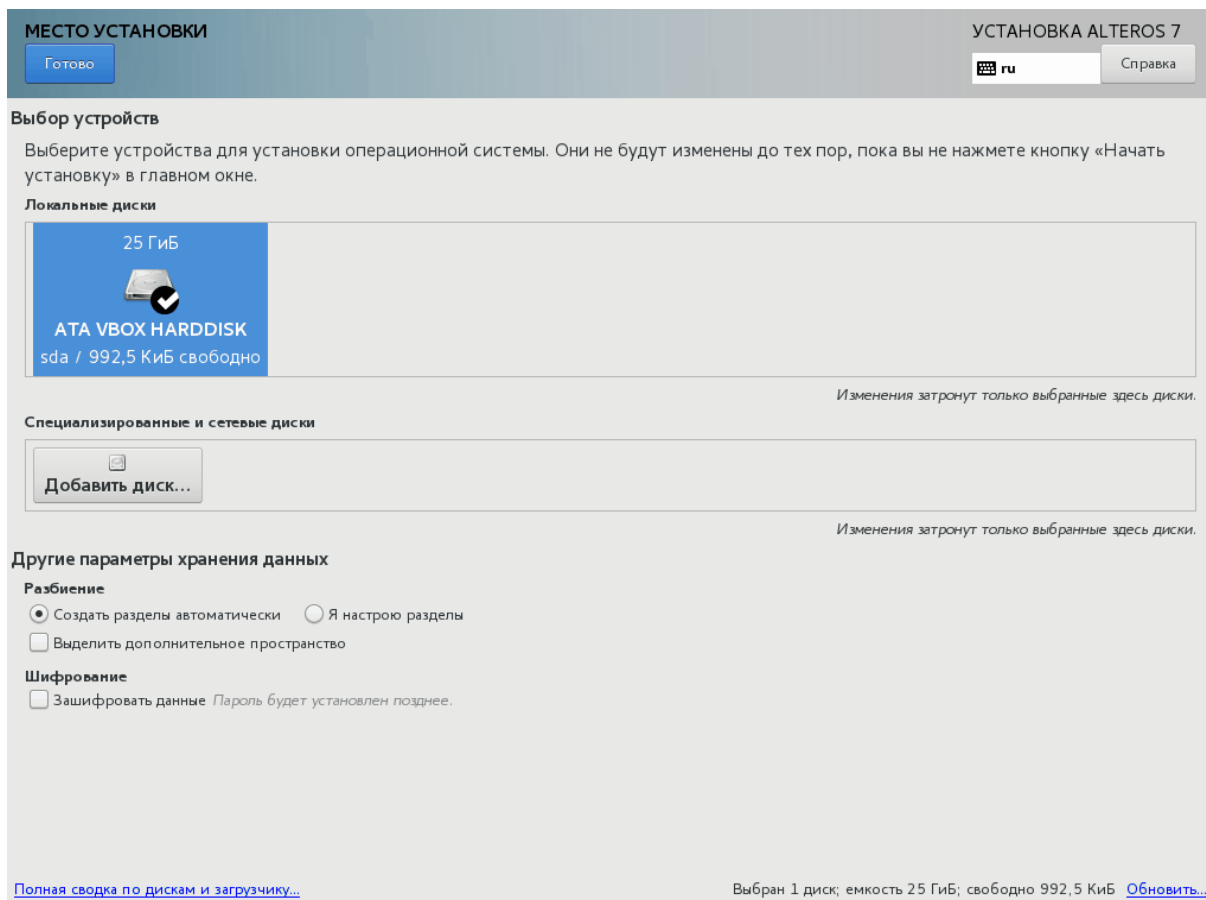 МЕСТО УСТАНОВКИ
УСТАНОВКА ALTEROS 7
Готово
ru
Справка
Выбор устройств
Выберите устройства для установки операционной системы. Они не будут изменены до тех пор, пока вы не нажмете кнопку «Начать
установку» в главном окне.
Локальные диски
25 ГиБ
ATA VBOX HARDDISK
sda / 992,5 КиБ свободно
Изменения затронут только выбранные здесь диски.
Специализированные и сетевые диски
Добавить диск...
Изменения затронут только выбранные здесь диски.
Другие параметры хранения данных
Разбиение
Создать разделы автоматически Я настрою разделы
Выделить дополнительное пространство
Шифрование
Зашифровать данные Пароль будет установлен позднее.
Полная сводка по дискам и загрузчику...
Выбран 1 диск; емкость 25 ГиБ; свободно 992,5 КиБ Обновить...